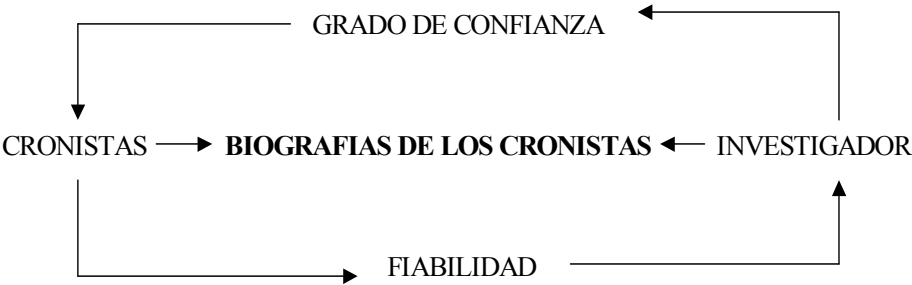 GRADO DE CONFIANZA
CRONISTAS BIOGRAFIAS DE LOS CRONISTAS INVESTIGADOR
FIABILIDAD